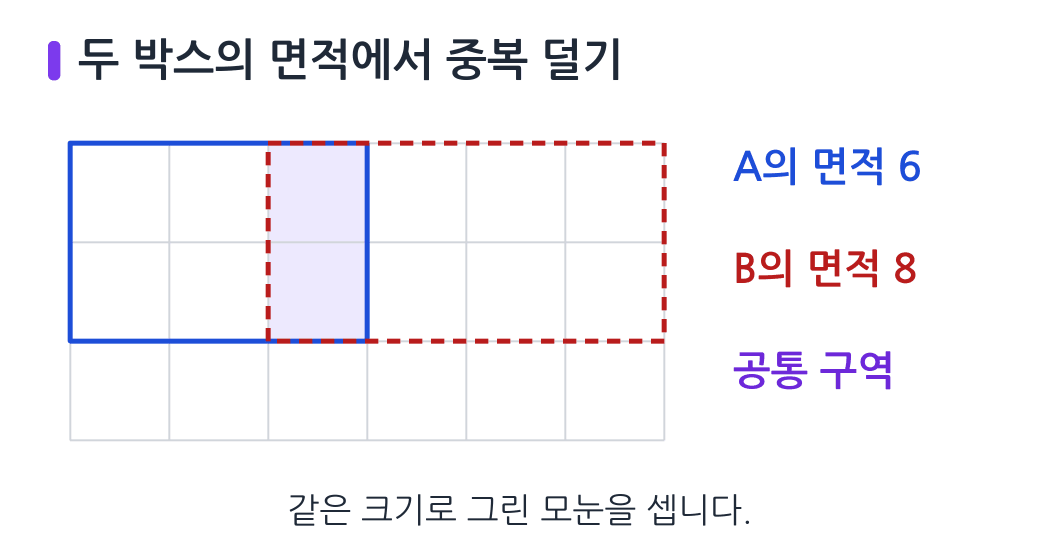 두 박스의 면적에서 중복 덜기
A의 면적 6
B의 면적 8
공통 구역
같은 크기로 그린 모눈을 셉니다.